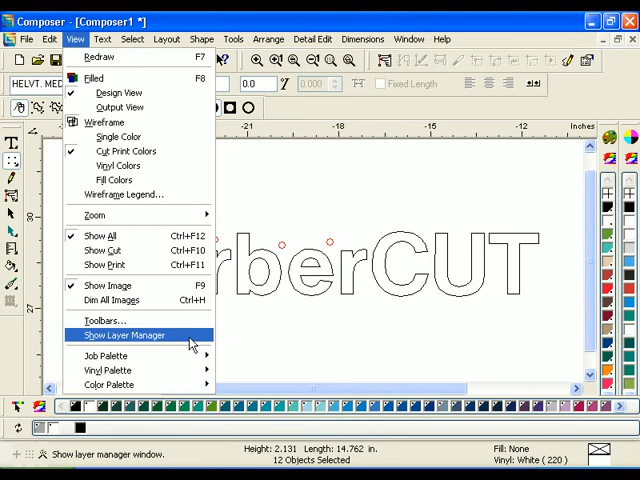 Composer - [Composer1 *]
File Edit View Text Select Layout Shape Tools Arrange Detail Edit Dimensions Window Help
Redraw F7
Filled F8
Design View
Output View
Wireframe
Single Color
Cut Print Colors
Vinyl Colors
Fill Colors
Wireframe Legend...
Zoom
Show All Ctrl+F12
Show Cut Ctrl+F10
Show Print Ctrl+F11
Show Image F9
Dim All Images Ctrl+H
Toolbars...
Show Layer Manager
Job Palette
Vinyl Palette
Color Palette
HELVT. MED
0.0
0.000
Fixed Kerning
-21 -18 -15 -12 Inches
30
27
rberCUT
Show layer manager window.
Height: 2.131 Length: 14.762 in.
12 Objects Selected
Fill: None
Vinyl: White ( 220 )